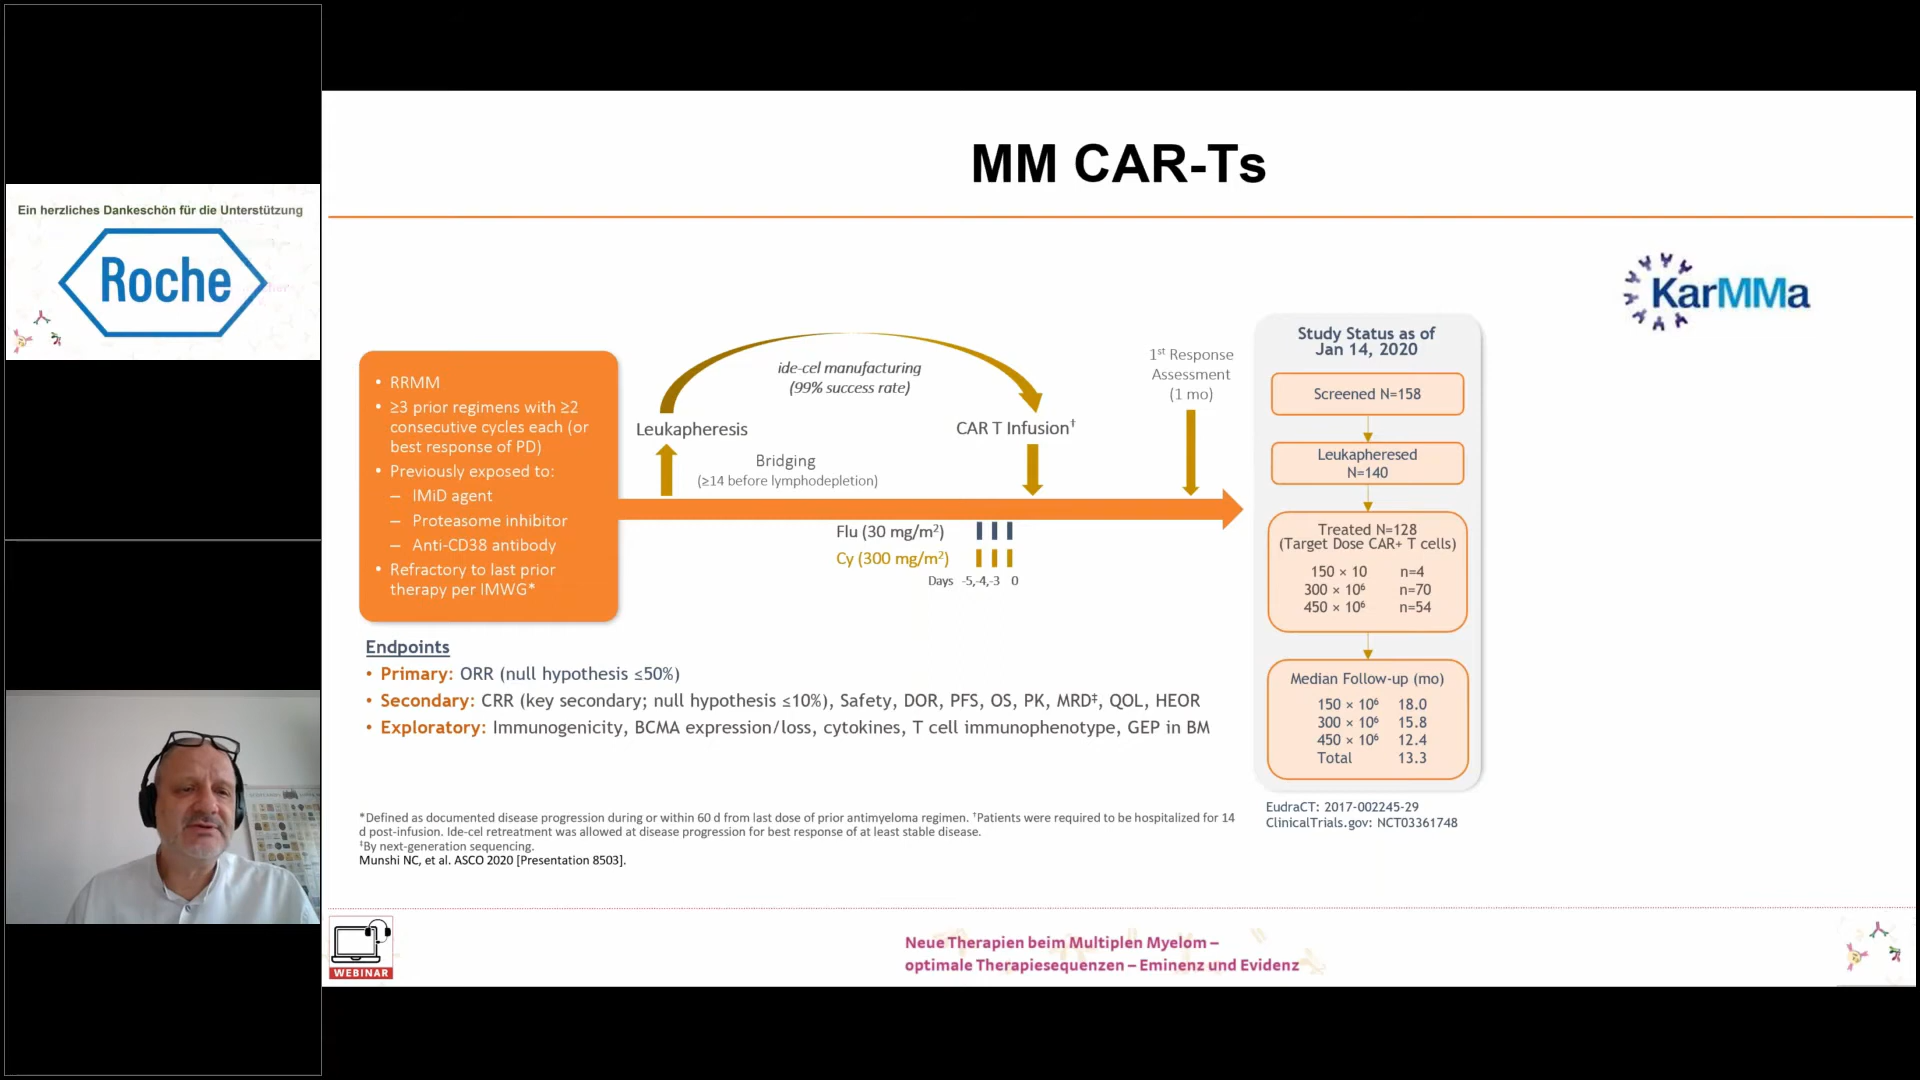 Ein herzliches Dankeschön für die Unterstützung
Roche
MM CAR-Ts
KarMMa
• RRMM
• ≥3 prior regimens with ≥2
consecutive cycles each (or
best response of PD)
• Previously exposed to:
– IMiD agent
– Proteasome inhibitor
– Anti-CD38 antibody
• Refractory to last prior
therapy per IMWG*
ide-cel manufacturing
(99% success rate)
Leukapheresis
CAR T Infusion†
1st Response
Assessment
(1 mo)
Bridging
(≥14 before lymphodepletion)
Flu (30 mg/m²)
Cy (300 mg/m²)
Days -5,-4,-3 0
Study Status as of
Jan 14, 2020
Screened N=158
Leukapheresed
N=140
Treated N=128
(Target Dose CAR+ T cells)
150 × 10 n=4
300 × 10⁶ n=70
450 × 10⁶ n=54
Median Follow-up (mo)
150 × 10⁶ 18.0
300 × 10⁶ 15.8
450 × 10⁶ 12.4
Total 13.3
EudraCT: 2017-002245-29
ClinicalTrials.gov: NCT03361748
Endpoints
• Primary: ORR (null hypothesis ≤50%)
• Secondary: CRR (key secondary; null hypothesis ≤10%), Safety, DOR, PFS, OS, PK, MRD‡, QOL, HEOR
• Exploratory: Immunogenicity, BCMA expression/loss, cytokines, T cell immunophenotype, GEP in BM
*Defined as documented disease progression during or within 60 d from last dose of prior antimyeloma regimen. †Patients were required to be hospitalized for 14
d post-infusion. Ide-cel retreatment was allowed at disease progression for best response of at least stable disease.
‡By next-generation sequencing.
Munshi NC, et al. ASCO 2020 [Presentation 8503].
WEBINAR
Neue Therapien beim Multiplen Myelom –
optimale Therapiesequenzen – Eminenz und Evidenz